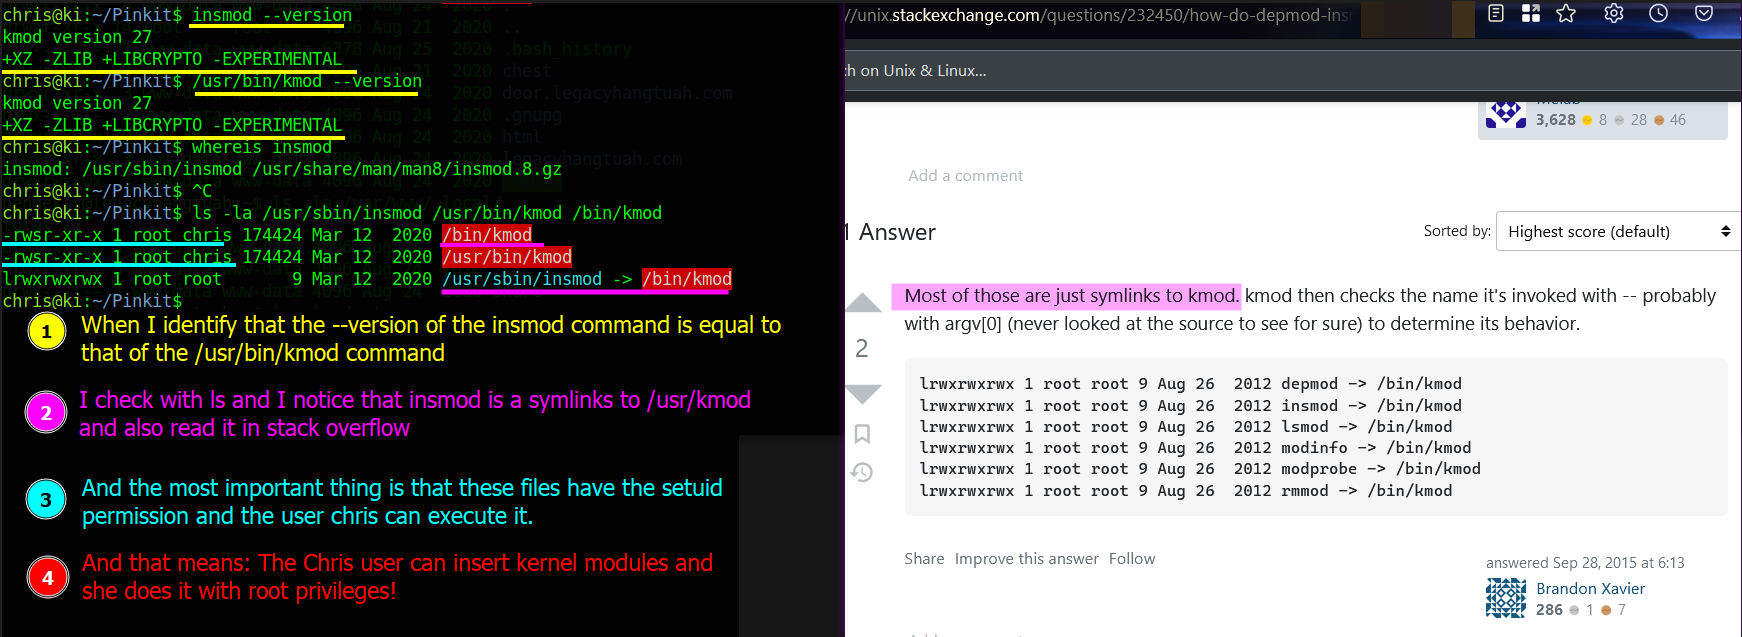 chris@ki:~/Pinkit$ insmod --version
kmod version 27
+XZ -ZLIB +LIBCRYPTO -EXPERIMENTAL
chris@ki:~/Pinkit$ /usr/bin/kmod --version
kmod version 27
+XZ -ZLIB +LIBCRYPTO -EXPERIMENTAL
chris@ki:~/Pinkit$ whereis insmod
insmod: /usr/sbin/insmod /usr/share/man/man8/insmod.8.gz
chris@ki:~/Pinkit$ ^C
chris@ki:~/Pinkit$ ls -la /usr/sbin/insmod /usr/bin/kmod /bin/kmod
-rwsr-xr-x 1 root chris 174424 Mar 12  2020 /bin/kmod
-rwsr-xr-x 1 root chris 174424 Mar 12  2020 /usr/bin/kmod
lrwxrwxrwx 1 root root       9 Mar 12  2020 /usr/sbin/insmod -> /bin/kmod
chris@ki:~/Pinkit$
.bash_history
chest
door.legacyhangtuah.com
.gnupg
html
legacyhangtuah.com
1 When I identify that the --version of the insmod command is equal to
that of the /usr/bin/kmod command
2 I check with ls and I notice that insmod is a symlinks to /usr/kmod
and also read it in stack overflow
3 And the most important thing is that these files have the setuid
permission and the user chris can execute it.
4 And that means: The Chris user can insert kernel modules and
she does it with root privileges!
//unix.stackexchange.com/questions/232450/how-do-depmod-ins
ch on Unix & Linux...
3,628 8 28 46
Add a comment
1 Answer
Sorted by: Highest score (default)
Most of those are just symlinks to kmod. kmod then checks the name it's invoked with -- probably
with argv[0] (never looked at the source to see for sure) to determine its behavior.
2
lrwxrwxrwx 1 root root 9 Aug 26  2012 depmod -> /bin/kmod
lrwxrwxrwx 1 root root 9 Aug 26  2012 insmod -> /bin/kmod
lrwxrwxrwx 1 root root 9 Aug 26  2012 lsmod -> /bin/kmod
lrwxrwxrwx 1 root root 9 Aug 26  2012 modinfo -> /bin/kmod
lrwxrwxrwx 1 root root 9 Aug 26  2012 modprobe -> /bin/kmod
lrwxrwxrwx 1 root root 9 Aug 26  2012 rmmod -> /bin/kmod
Share Improve this answer Follow
answered Sep 28, 2015 at 6:13
Brandon Xavier
286 1 7